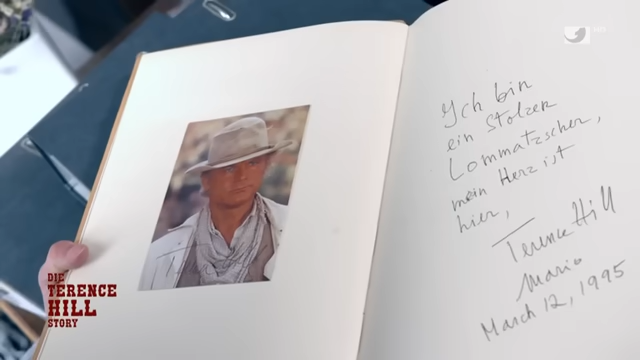 Ich bin
ein Stolzer
Lommatzscher,
mein Herz ist
hier,
Terence Hill
Mario
March 12, 1995
DIE
TERENCE
HILL
STORY